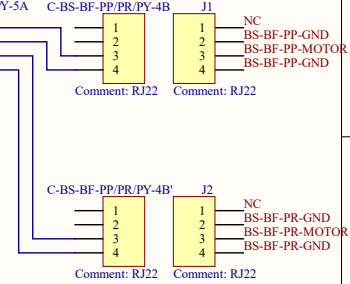 Y-5A C-BS-BF-PP/PR/PY-4B J1
1 1 NC
2 2 BS-BF-PP-GND
3 3 BS-BF-PP-MOTOR
4 4 BS-BF-PP-GND
Comment: RJ22 Comment: RJ22
C-BS-BF-PP/PR/PY-4B' J2
1 1 NC
2 2 BS-BF-PR-GND
3 3 BS-BF-PR-MOTOR
4 4 BS-BF-PR-GND
Comment: RJ22 Comment: RJ22